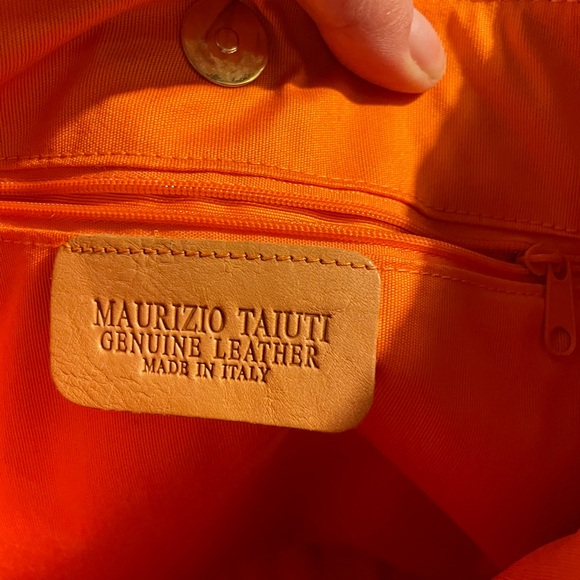 MAURIZIO TAIUTI
GENUINE LEATHER
MADE IN ITALY